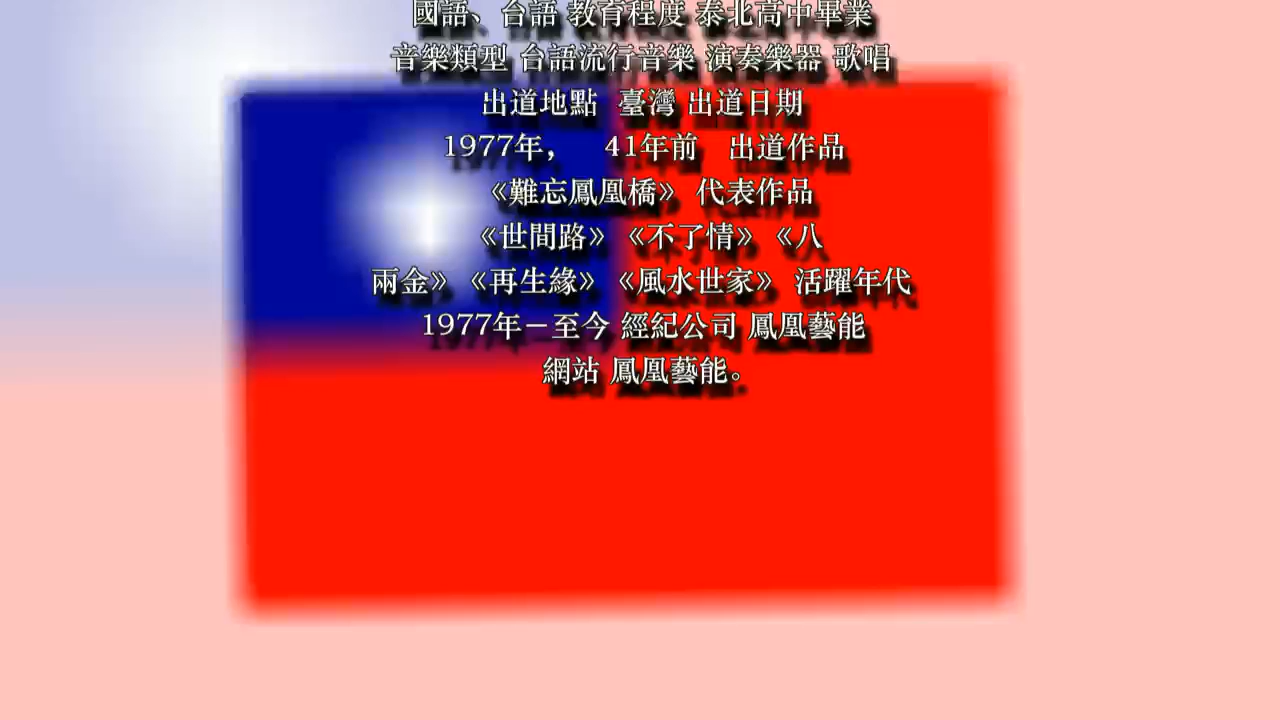 國語、台語 教育程度 泰北高中畢業
音樂類型 台語流行音樂 演奏樂器 歌唱
出道地點 臺灣 出道日期
1977年， 41年前 出道作品
《難忘鳳凰橋》 代表作品
《世間路》《不了情》《八
兩金》《再生緣》《風水世家》 活躍年代
1977年－至今 經紀公司 鳳凰藝能
網站 鳳凰藝能。